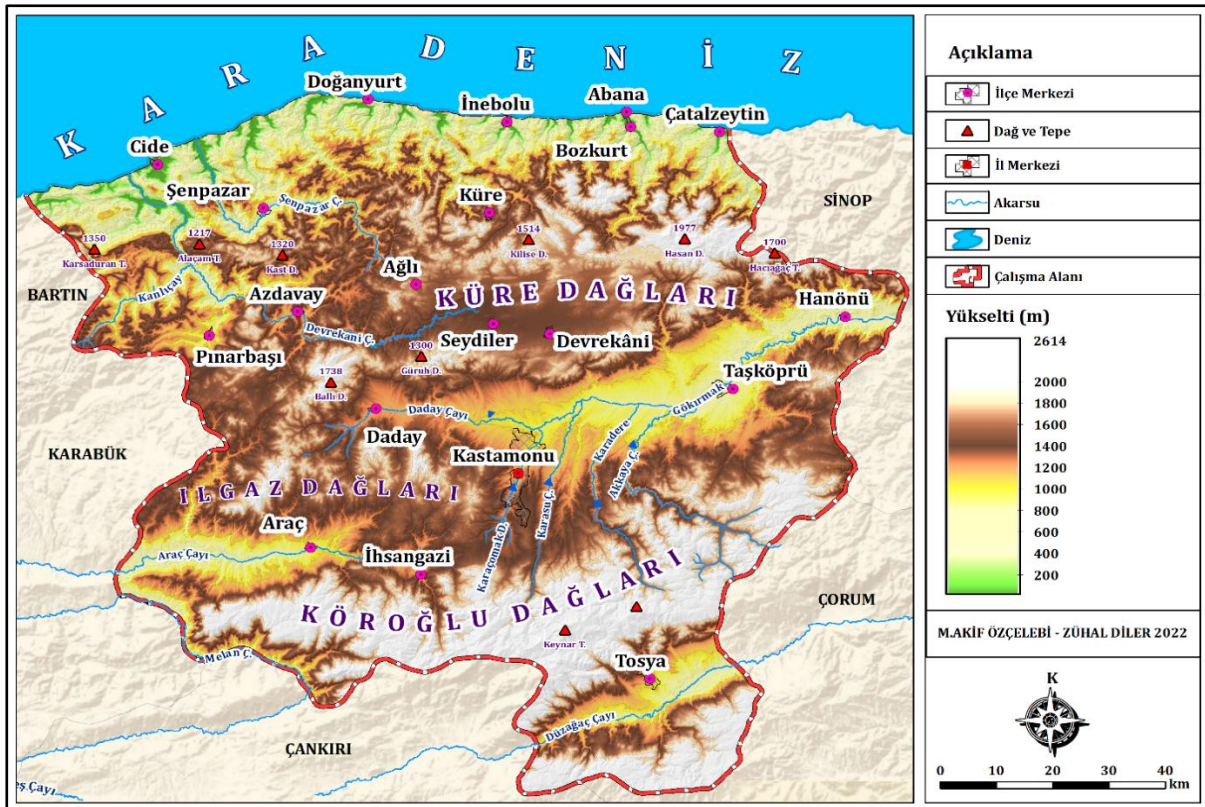 K A R A D E N İ Z
Doğanyurt
İnebolu
Abana
Çatalzeytin
Cide
Bozkurt
Şenpazar
Şenpazar Ç.
Küre
SİNOP
1350
Karsaduran T.
1217
Alaçam T.
1320
Kast D.
1514
Kilise D.
1977
Hasan D.
1700
Hacıağaç T.
BARTIN
Kanlıçay
Ağlı
KÜRE DAĞLARI
Hanönü
Azdavay
Devrekani Ç.
Seydiler
Devrekâni
Pınarbaşı
1300
Güruh D.
1738
Ballı D.
Taşköprü
Gökırmak
Daday Çayı
Daday
Karadere
Akkaya Ç.
KARABÜK
Kastamonu
ILGAZ DAĞLARI
Karasu Ç.
Karaçomak D.
Araç
Araç Çayı
İhsangazi
KÖROĞLU DAĞLARI
ÇORUM
Keynar T.
Melan Ç.
Tosya
Düzağaç Çayı
ÇANKIRI
eş Çayı
Açıklama
İlçe Merkezi
Dağ ve Tepe
İl Merkezi
Akarsu
Deniz
Çalışma Alanı
Yükselti (m)
2614
2000
1800
1600
1400
1200
1000
800
600
400
200
M.AKİF ÖZÇELEBİ - ZÜHAL DİLER 2022
K
0 10 20 30 40
km